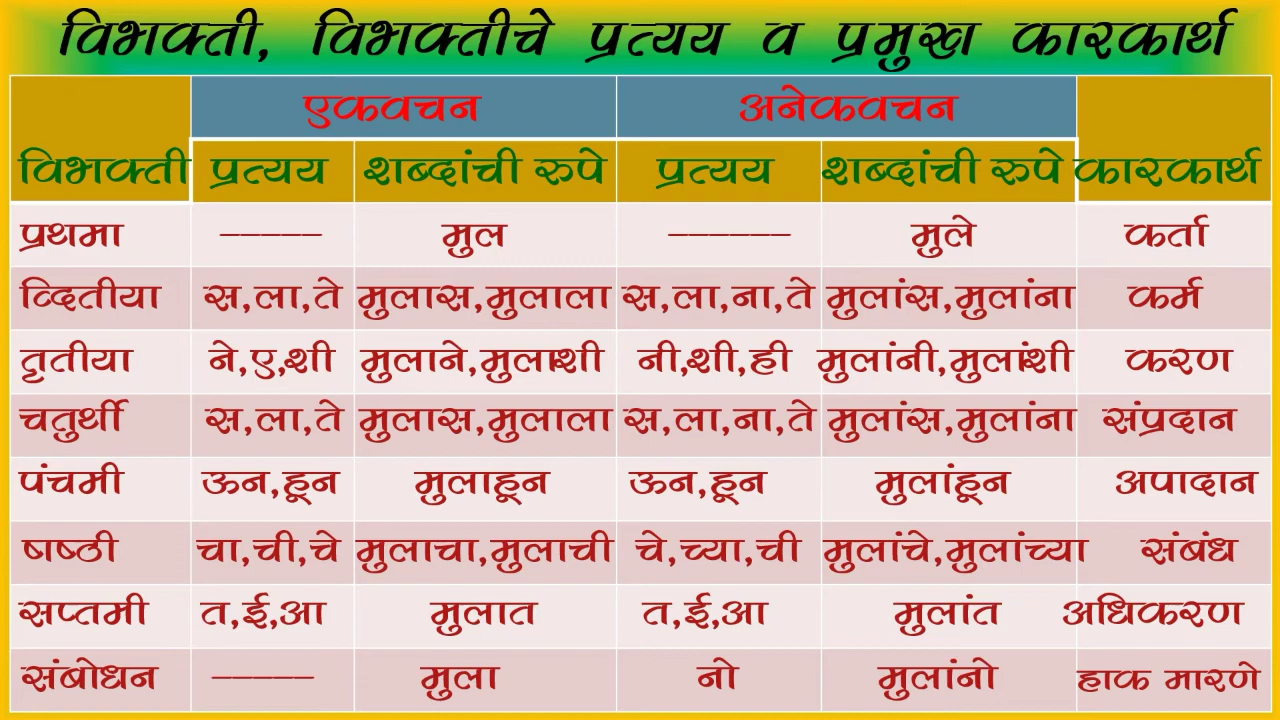 विभक्ती, विभक्तीचे प्रत्यय व प्रमुख कारकार्थ
एकवचन अनेकवचन
विभक्ती प्रत्यय शब्दांची रुपे प्रत्यय शब्दांची रुपे कारकार्थ
प्रथमा ----- मुल ------ मुले कर्ता
व्दितीया स,ला,ते मुलास,मुलाला स,ला,ना,ते मुलांस,मुलांना कर्म
तृतीया ने,ए,शी मुलाने,मुलाशी नी,शी,ही मुलांनी,मुलांशी करण
चतुर्थी स,ला,ते मुलास,मुलाला स,ला,ना,ते मुलांस,मुलांना संप्रदान
पंचमी ऊन,हून मुलाहून ऊन,हून मुलांहून अपादान
षाष्ठी चा,ची,चे मुलाचा,मुलाची चे,च्या,ची मुलांचे,मुलांच्या संबंध
सप्तमी त,ई,आ मुलात त,ई,आ मुलांत अधिकरण
संबोधन ----- मुला नो मुलांनो हाक मारणे